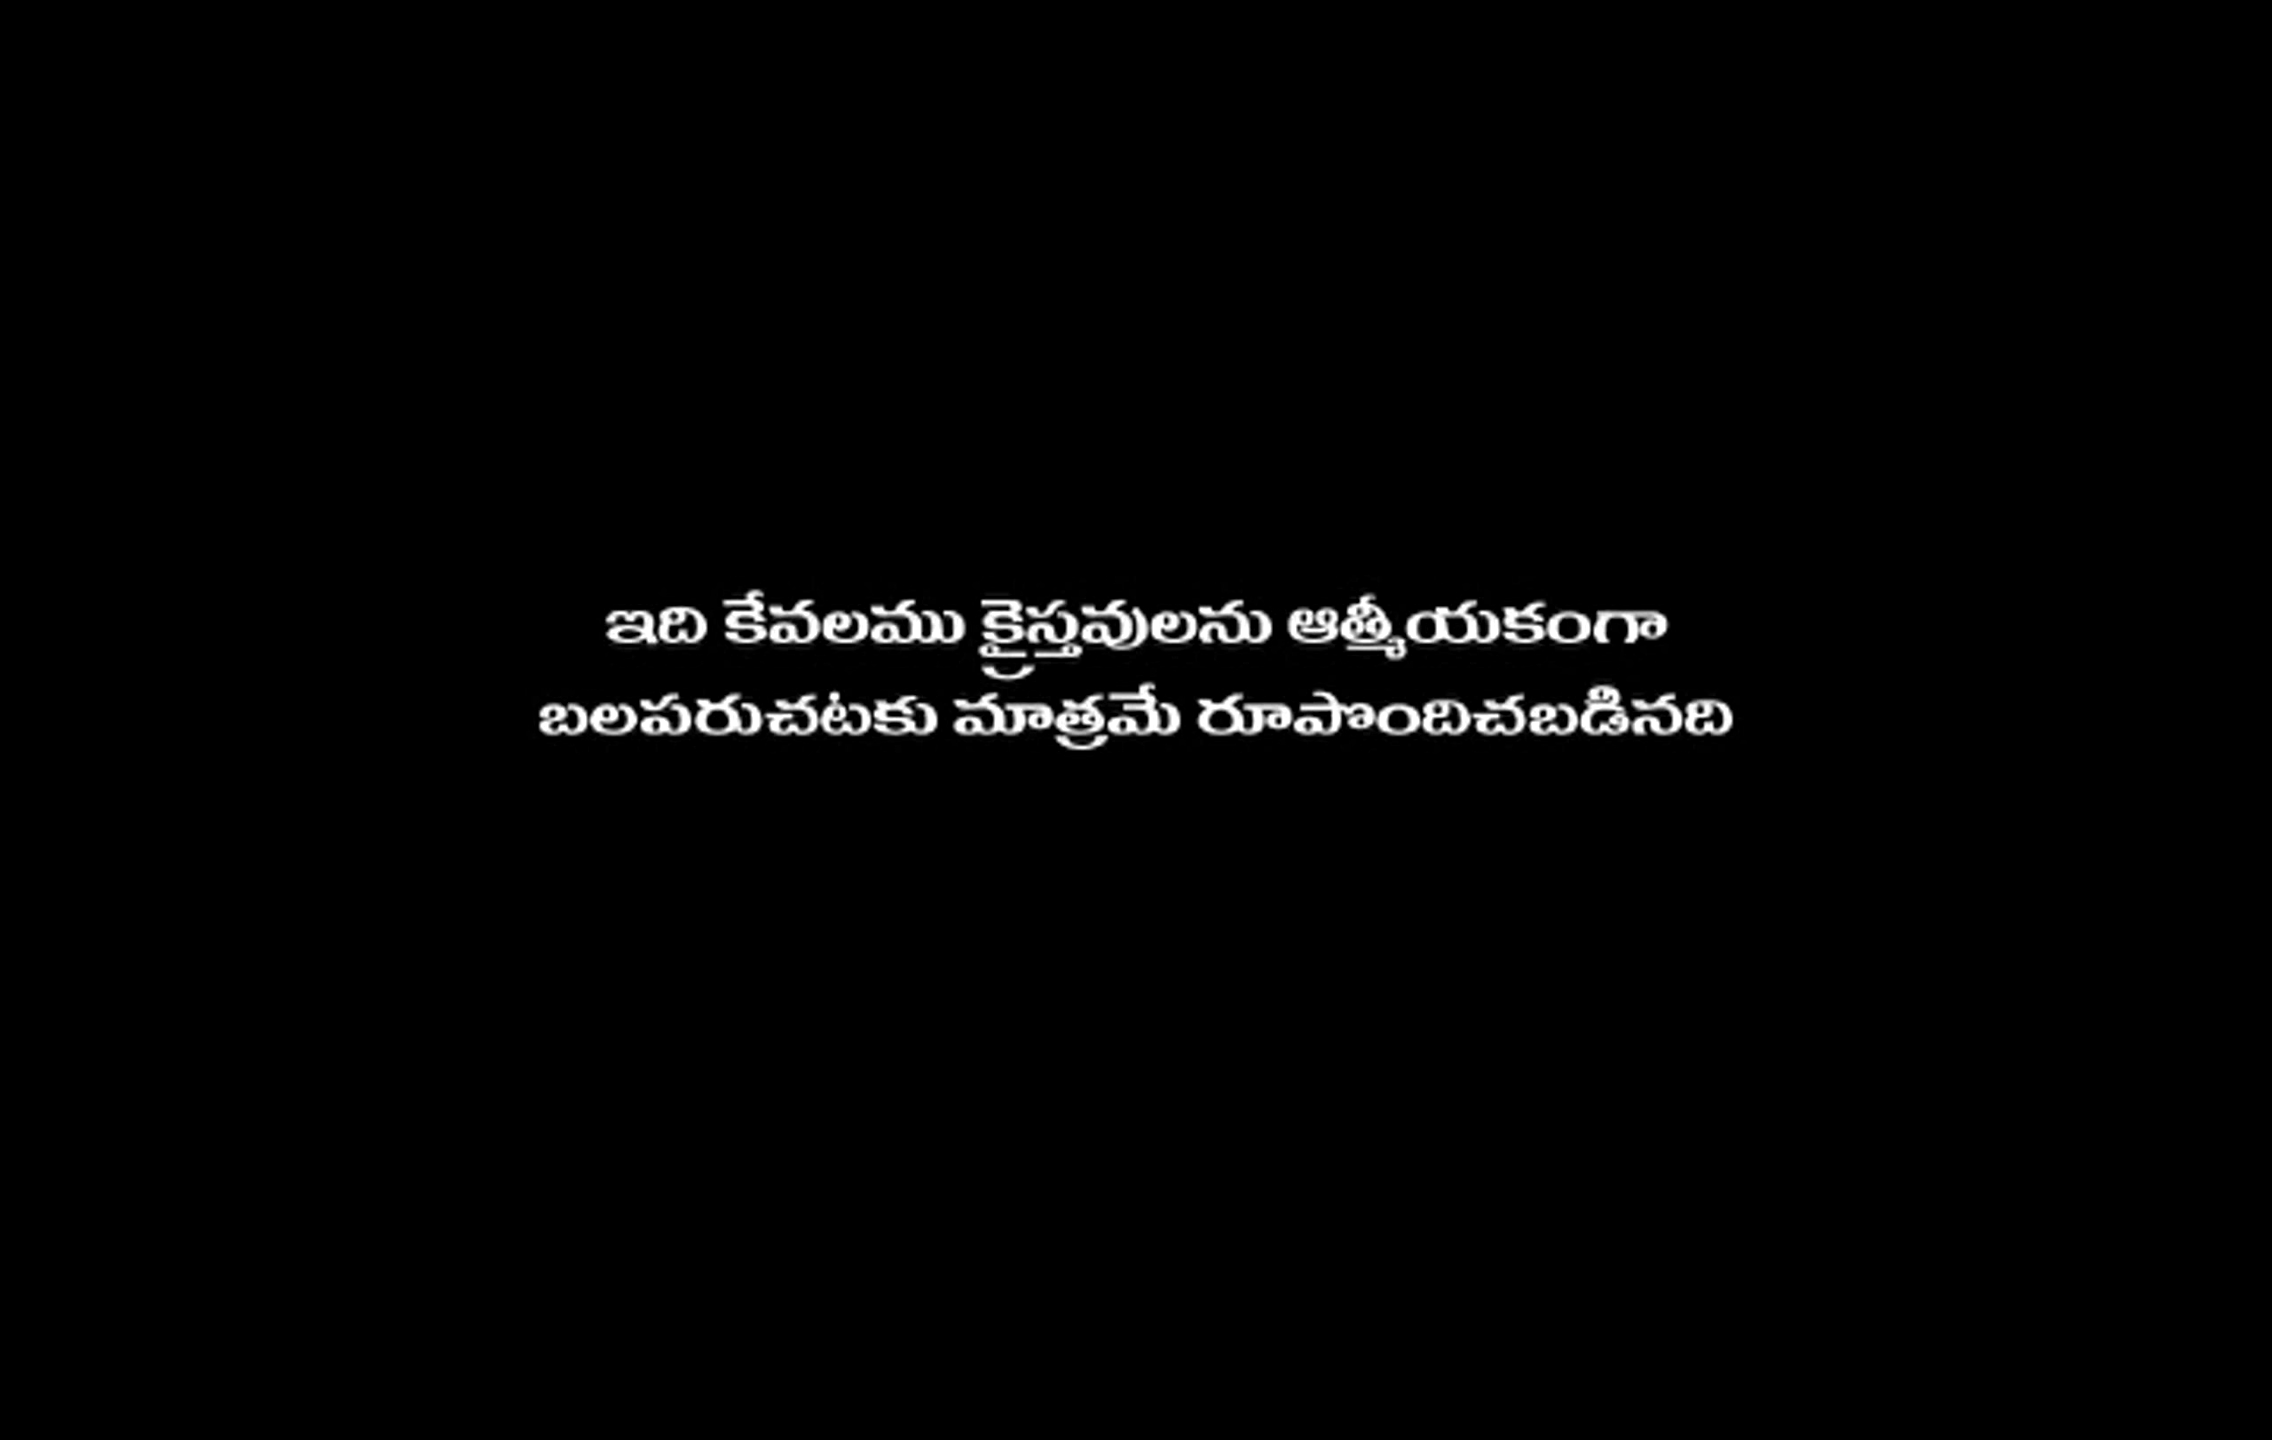 ఇది కేవలము క్రైస్తవులను ఆత్మీయకంగా
బలపరుచటకు మాత్రమే రూపొందిచబడినది